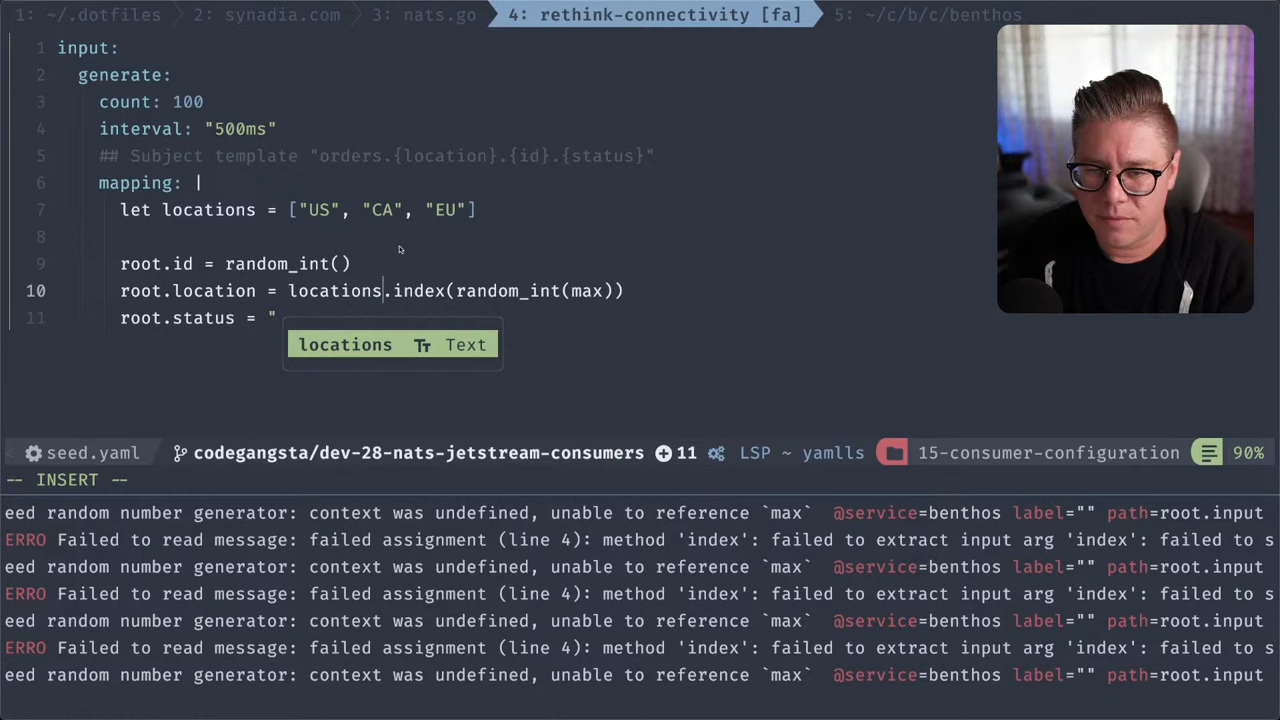 1: ~/.dotfiles 2: synadia.com 3: nats.go 4: rethink-connectivity [fa] 5: ~/c/b/c/benthos
1 input:
2 generate:
3 count: 100
4 interval: "500ms"
5 ## Subject template "orders.{location}.{id}.{status}"
6 mapping: |
7 let locations = ["US", "CA", "EU"]
8
9 root.id = random_int()
10 root.location = locations.index(random_int(max))
11 root.status = "
locations Text
seed.yaml codegangsta/dev-28-nats-jetstream-consumers 11 LSP ~ yamlls 15-consumer-configuration 90%
-- INSERT --
eed random number generator: context was undefined, unable to reference `max` @service=benthos label="" path=root.input
ERRO Failed to read message: failed assignment (line 4): method 'index': failed to extract input arg 'index': failed to s
eed random number generator: context was undefined, unable to reference `max` @service=benthos label="" path=root.input
ERRO Failed to read message: failed assignment (line 4): method 'index': failed to extract input arg 'index': failed to s
eed random number generator: context was undefined, unable to reference `max` @service=benthos label="" path=root.input
ERRO Failed to read message: failed assignment (line 4): method 'index': failed to extract input arg 'index': failed to s
eed random number generator: context was undefined, unable to reference `max` @service=benthos label="" path=root.input